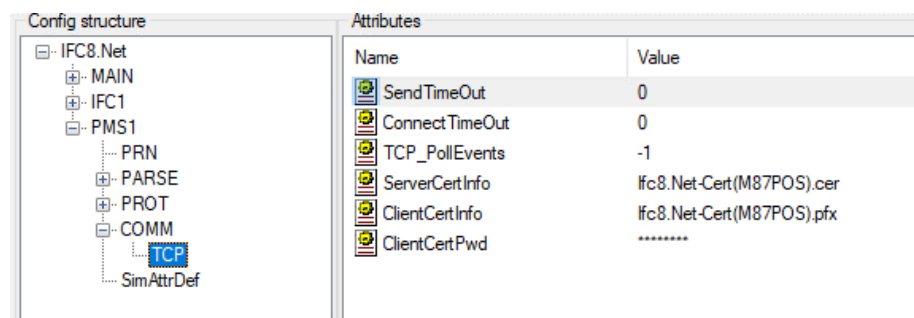 Config structure
IFC8.Net
MAIN
IFC1
PMS1
PRN
PARSE
PROT
COMM
TCP
SimAttrDef
Attributes
Name Value
SendTimeOut 0
ConnectTimeOut 0
TCP_PollEvents -1
ServerCertInfo Ifc8.Net-Cert(M87POS).cer
ClientCertInfo Ifc8.Net-Cert(M87POS).pfx
ClientCertPwd ********